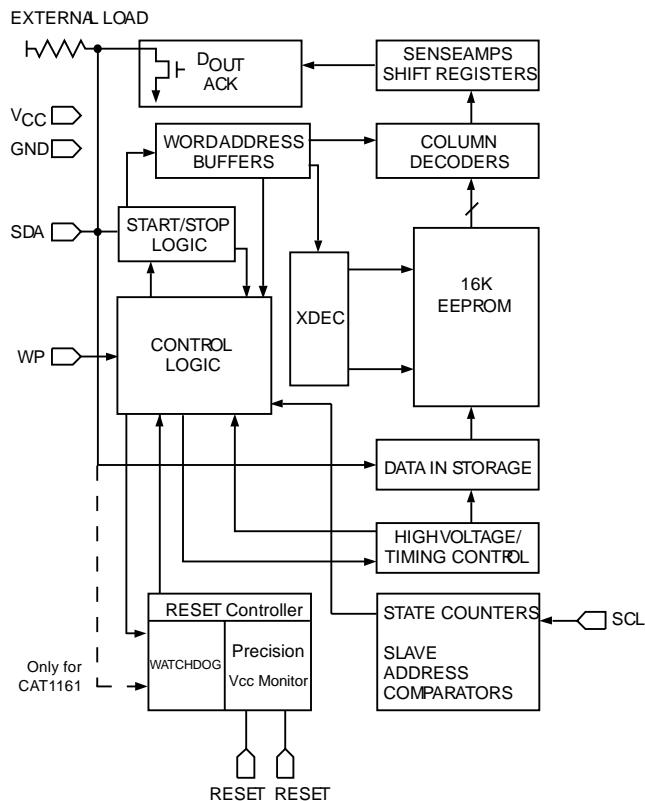 EXTERNAL LOAD
DOUT
ACK
SENSEAMPS
SHIFT REGISTERS
VCC
GND
WORDADDRESS
BUFFERS
COLUMN
DECODERS
SDA
START/STOP
LOGIC
XDEC
16K
EEPROM
WP
CONTROL
LOGIC
DATA IN STORAGE
HIGHVOLTAGE/
TIMING CONTROL
RESET Controller
WATCHDOG
Precision
Vcc Monitor
STATE COUNTERS
SLAVE
ADDRESS
COMPARATORS
SCL
Only for
CAT1161
RESET RESET